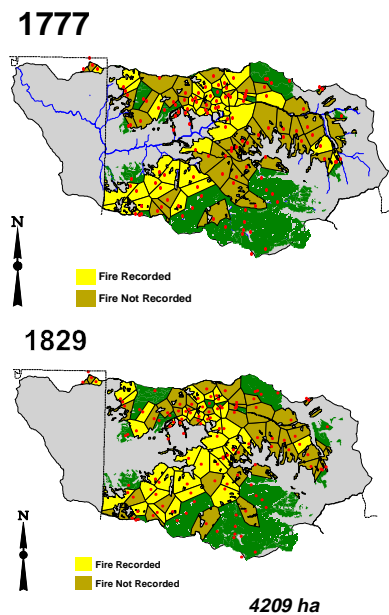 1777
N
Fire Recorded
Fire Not Recorded
1829
N
Fire Recorded
Fire Not Recorded
4209 ha